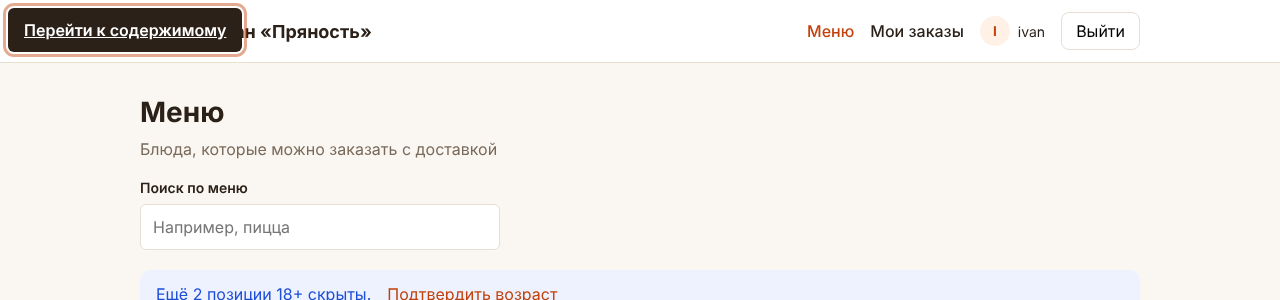 Перейти к содержимому
«Пряность»
Меню
Мои заказы
I
ivan
Выйти
Меню
Блюда, которые можно заказать с доставкой
Поиск по меню
Например, пицца
Ещё 2 позиции 18+ скрыты. Подтвердить возраст